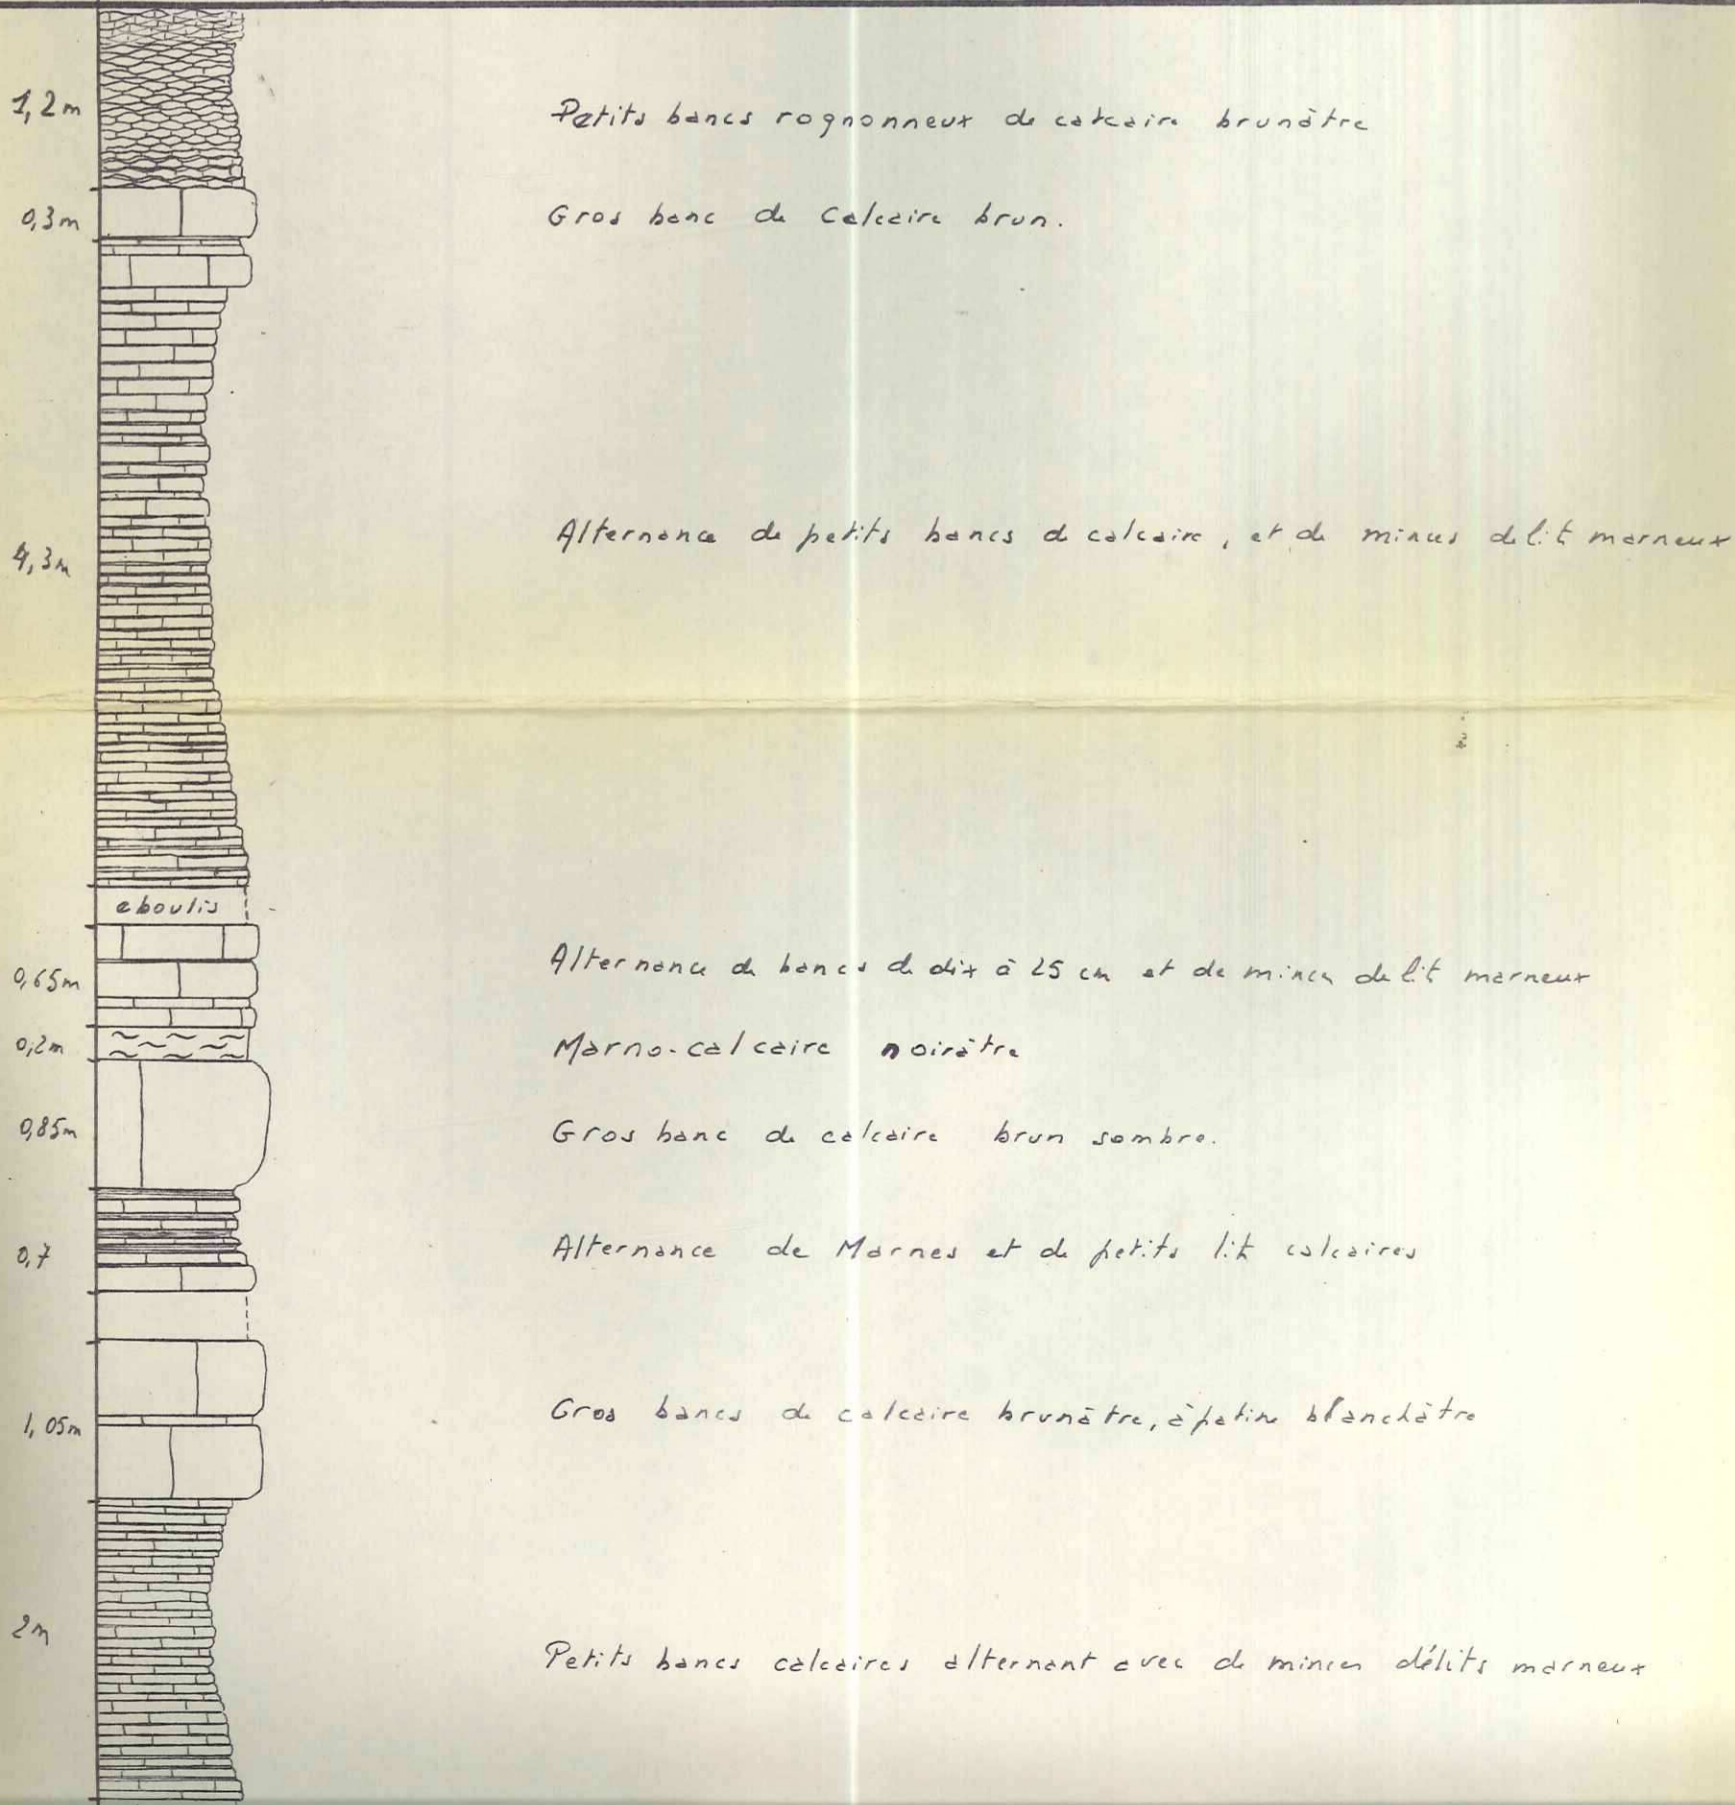 1,2m Petits bancs rognonneux de calcaire brunâtre
0,3m Gros banc de Calcaire brun.
4,3m Alternance de petits bancs d calcaire, et de minces delit marneux
eboulis
0,65m Alternance de bancs de dix à 25 cm et de minces delit marneux
0,2m Marno-calcaire noirâtre
0,85m Gros banc de calcaire brun sombre.
0,7 Alternance de Marnes et de petits lit calcaires
1,05m Gros bancs de calcaire brunâtre, à patine blanchâtre
2m Petits bancs calcaires alternant avec de minces délits marneux